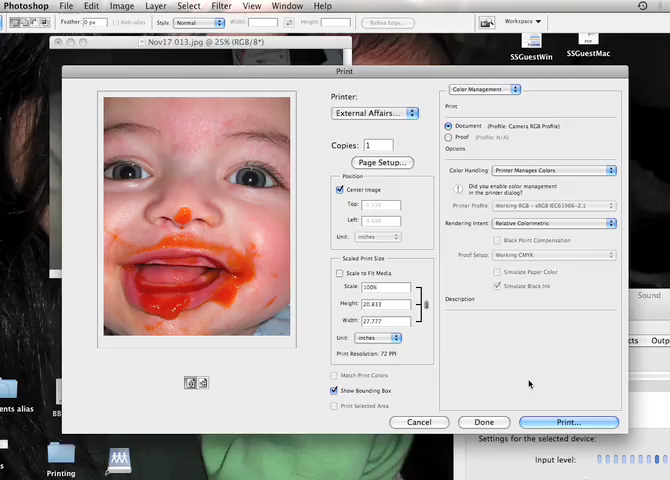 Photoshop File Edit Image Layer Select Filter View Window Help
Feather: 0 px Anti-alias Style: Normal Width: Height: Refine Edge... Workspace
Nov17 013.jpg @ 25% (RGB/8*)
SSGuestWin
SSGuestMac
Print
Printer:
External Affairs...
Copies: 1
Page Setup...
Position
Center Image
Top:
Left:
Unit: inches
Scaled Print Size
Scale to Fit Media
Scale: 100%
Height: 20.833
Width: 27.777
Unit: inches
Print Resolution: 72 PPI
Match Print Colors
Show Bounding Box
Print Selected Area
Color Management
Print
Document (Profile: Camera RGB Profile)
Proof (Profile: N/A)
Options
Color Handling: Printer Manages Colors
Did you enable color management
in the printer dialog?
Printer Profile: Working RGB - sRGB IEC61966-2.1
Rendering Intent: Relative Colorimetric
Black Point Compensation
Proof Setup: Working CMYK
Simulate Paper Color
Simulate Black Ink
Description
Cancel Done Print...
Sound
Outp
ents alias
BB
Printing
Settings for the selected device:
Input level: